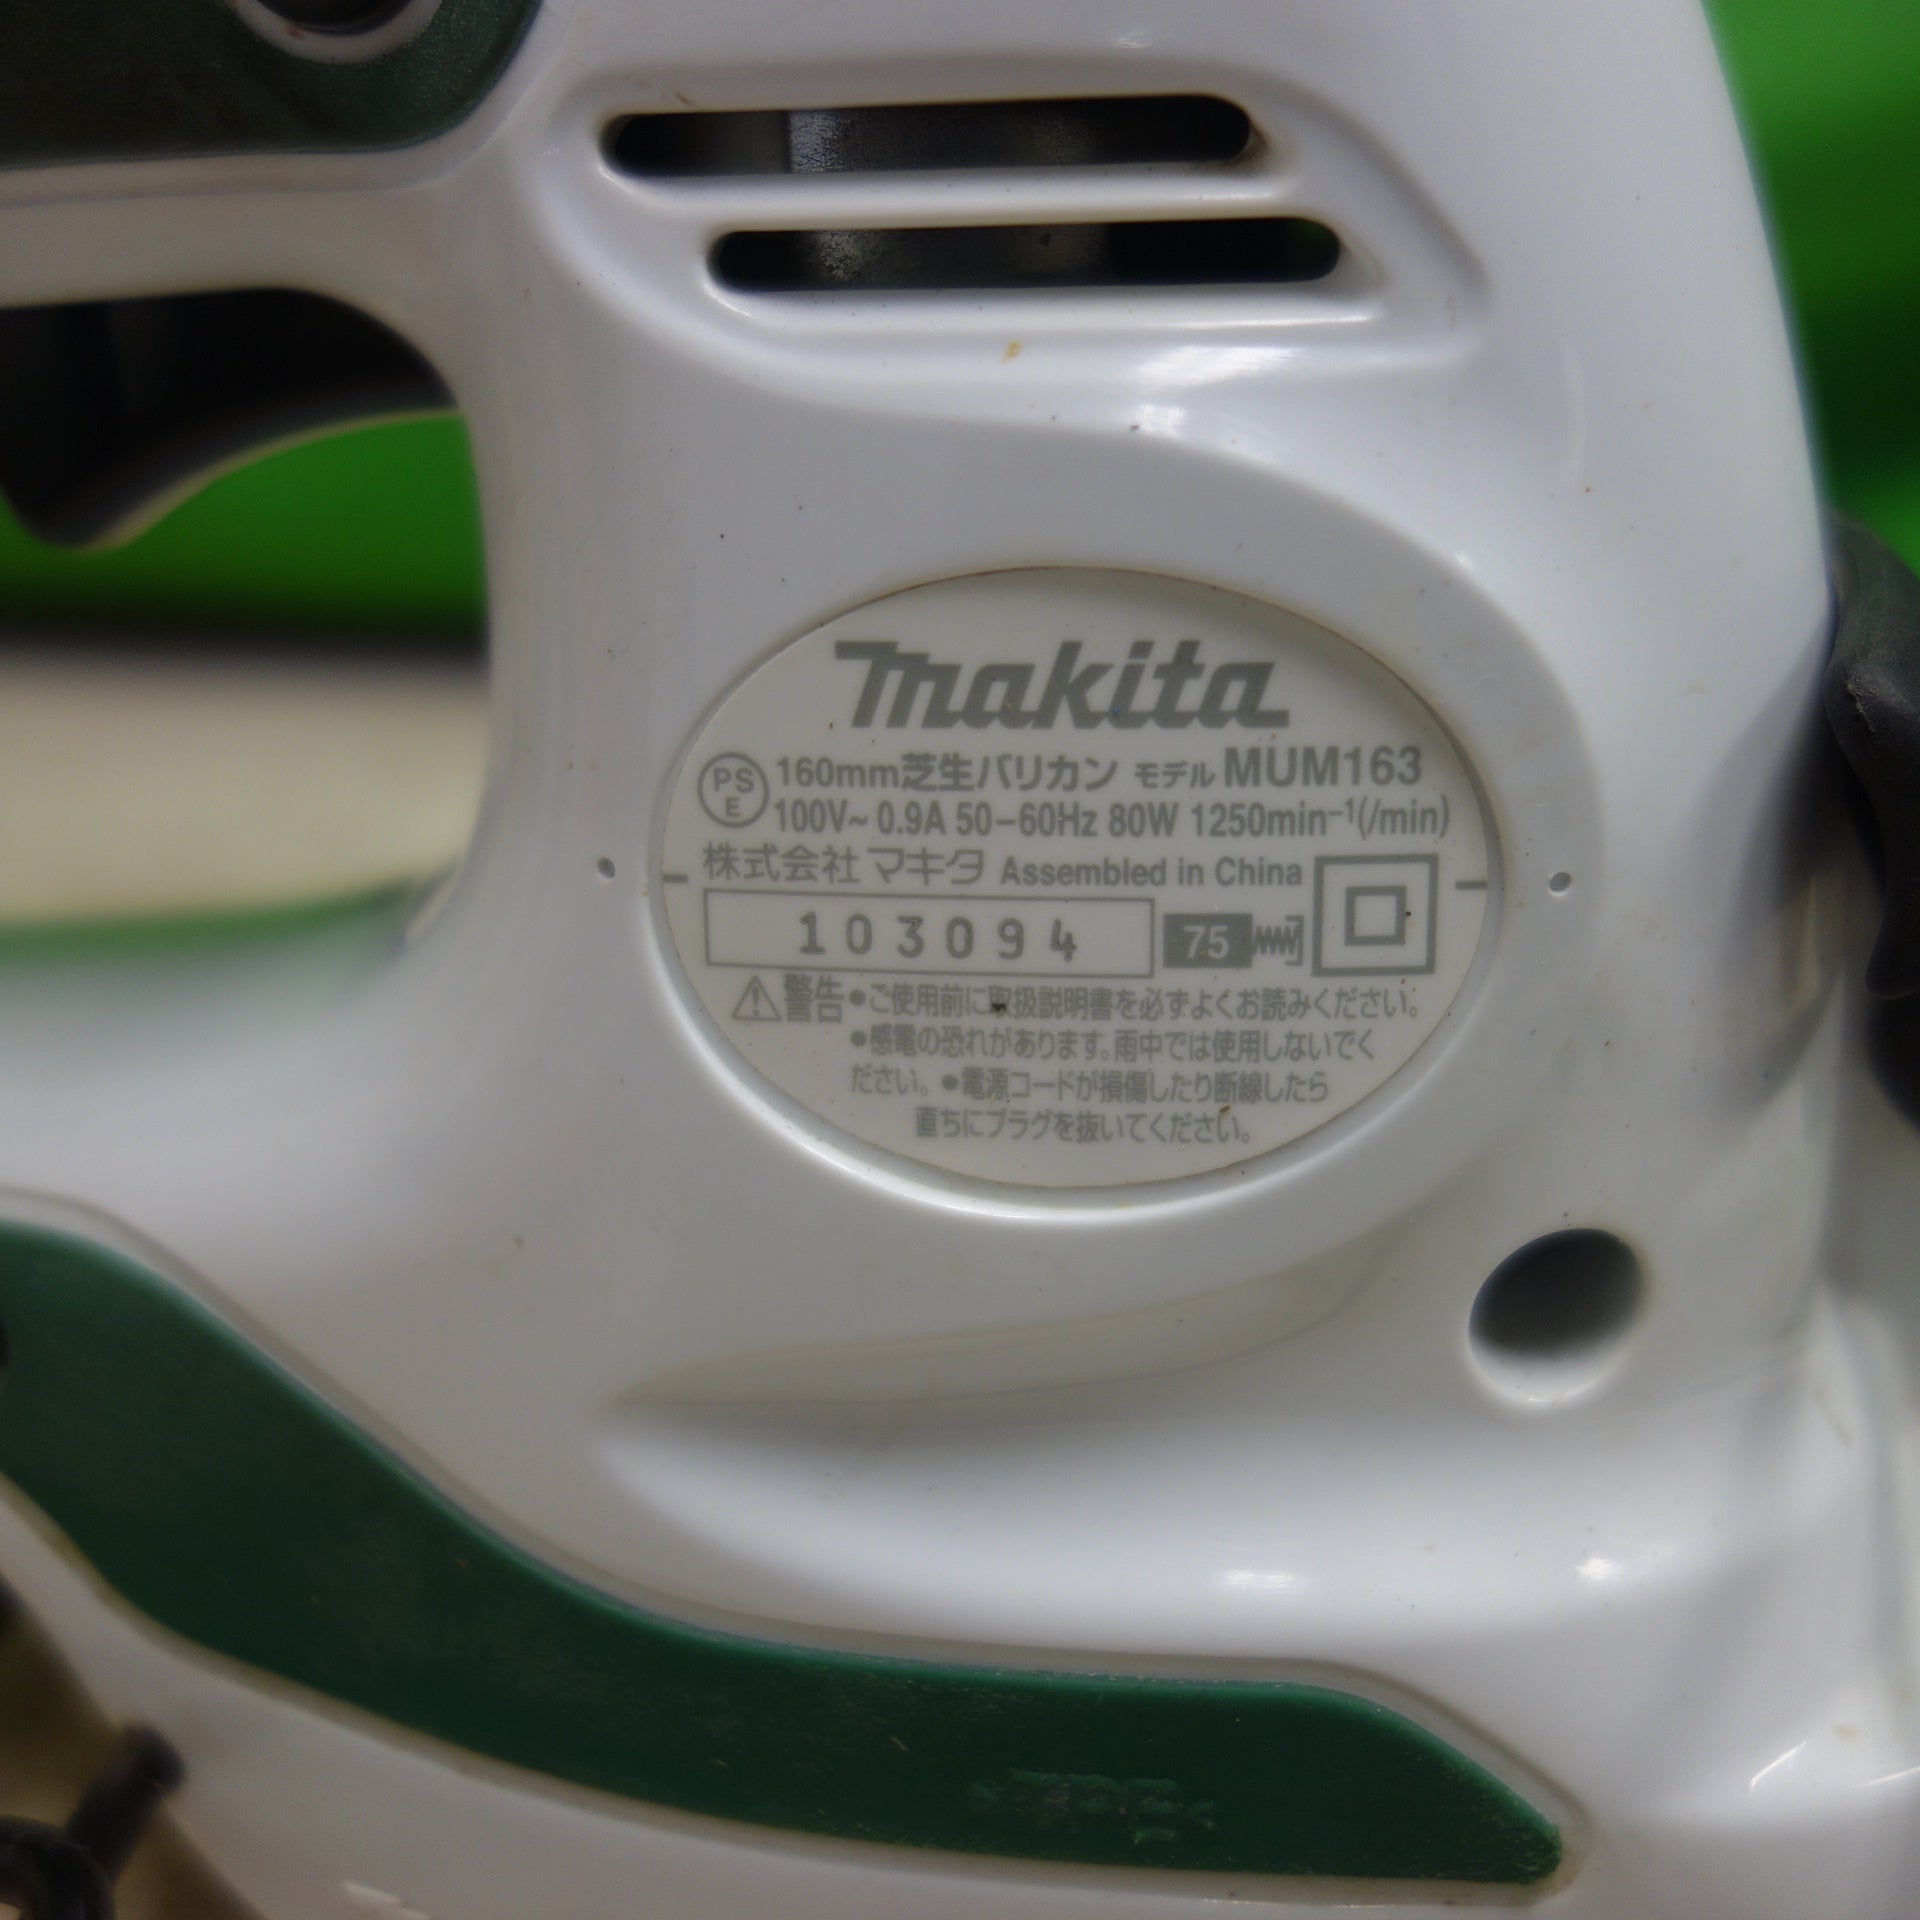 makita
PS E 160mm芝生バリカン モデル MUM163
100V~ 0.9A 50-60Hz 80W 1250min⁻¹(/min)
株式会社 マキタ Assembled in China
103094 75
警告 •ご使用前に取扱説明書を必ずよくお読みください。
•感電の恐れがあります。雨中では使用しないでく
ださい。•電源コードが損傷したり断線したら
直ちにプラグを抜いてください。